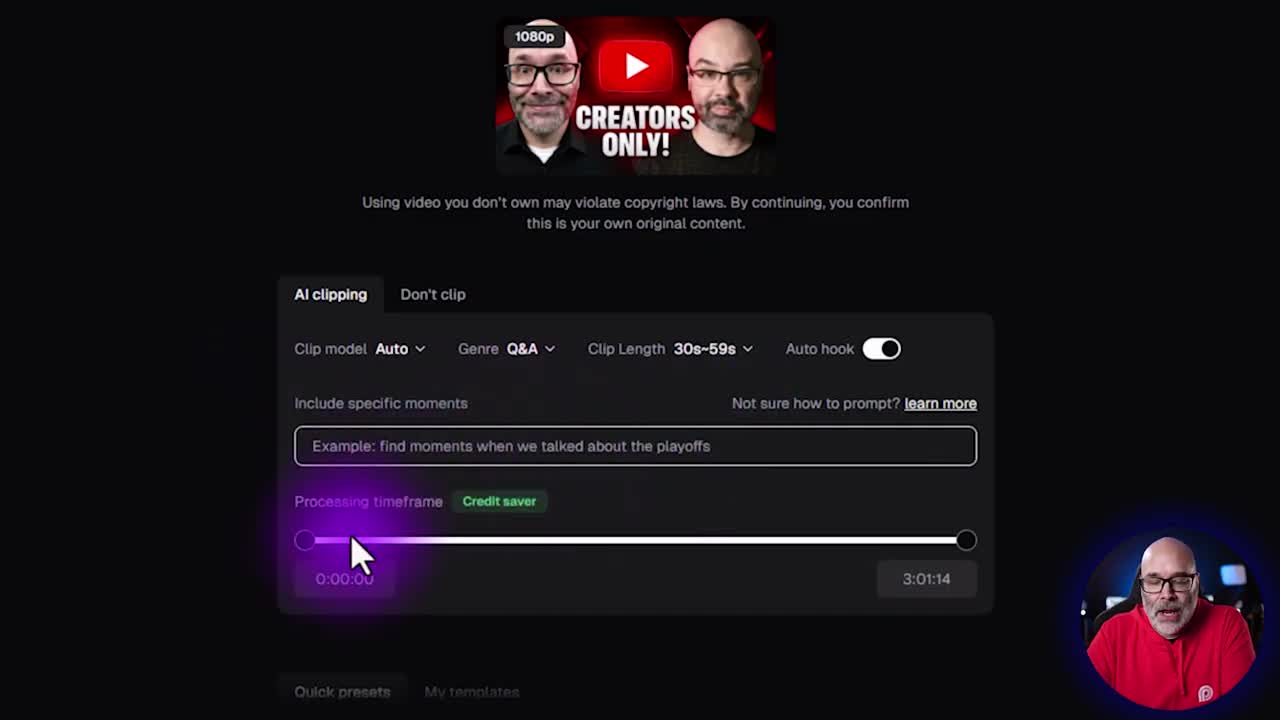 1080p
CREATORS
ONLY!
Using video you don't own may violate copyright laws. By continuing, you confirm
this is your own original content.
AI clipping Don't clip
Clip model Auto Genre Q&A Clip Length 30s~59s Auto hook
Include specific moments Not sure how to prompt? learn more
Example: find moments when we talked about the playoffs
Processing timeframe Credit saver
0:00:00 3:01:14
Quick presets My templates